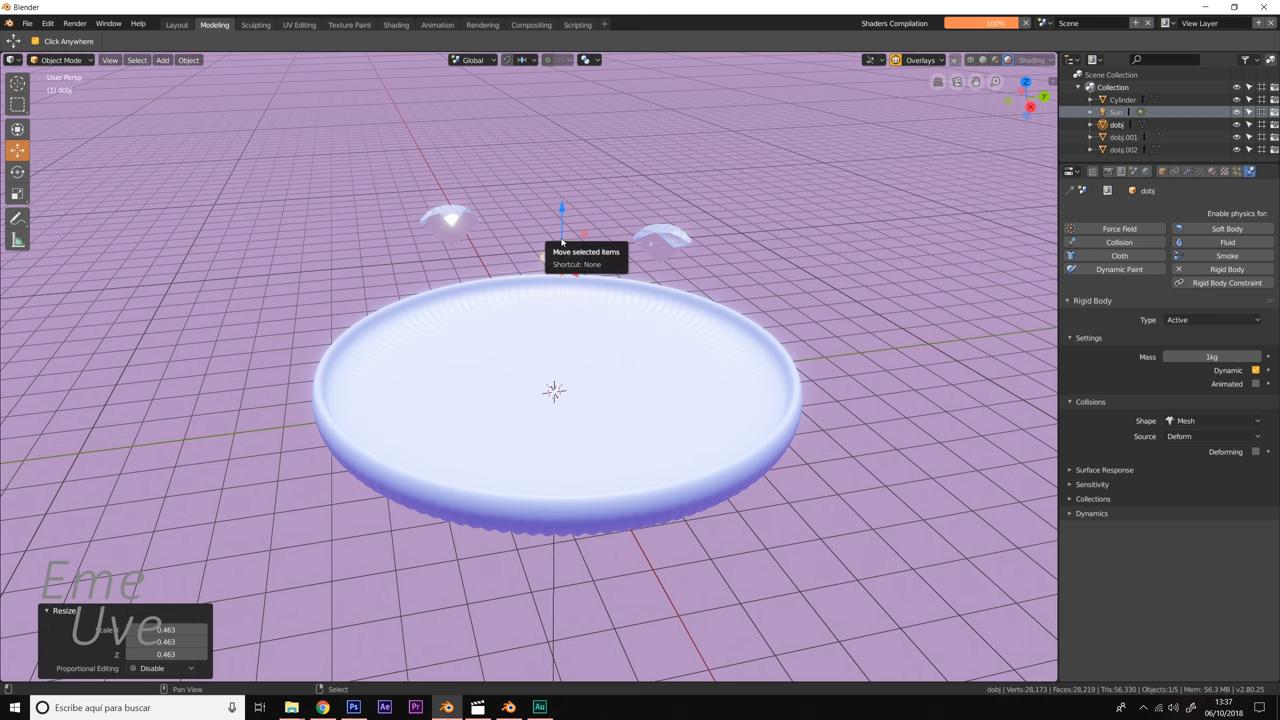 Blender
File Edit Render Window Help Layout Modeling Sculpting UV Editing Texture Paint Shading Animation Rendering Compositing Scripting + Shaders Compilation 100% Scene View Layer
Click Anywhere
Object Mode View Select Add Object Global Overlays Shading
User Persp
(1) dobj
Z
Y
X
Move selected items
Shortcut: None
Eme
Uve
Resize
0.463
0.463
Z 0.463
Proportional Editing Disable
Scene Collection
Collection
Cylinder
Sun
dobj
dobj.001
dobj.002
dobj
Enable physics for:
Force Field Soft Body
Collision Fluid
Cloth Smoke
Dynamic Paint Rigid Body
Rigid Body Constraint
Rigid Body
Type Active
Settings
Mass 1kg
Dynamic
Animated
Collisions
Shape Mesh
Source Deform
Deforming
Surface Response
Sensitivity
Collections
Dynamics
Pan View Select dobj | Verts:28,173 | Faces:28,219 | Tris:56,330 | Objects:1/5 | Mem: 56.3 MB | v2.80.25
Escribe aquí para buscar
Ps Ae Pr Au
13:37
06/10/2018